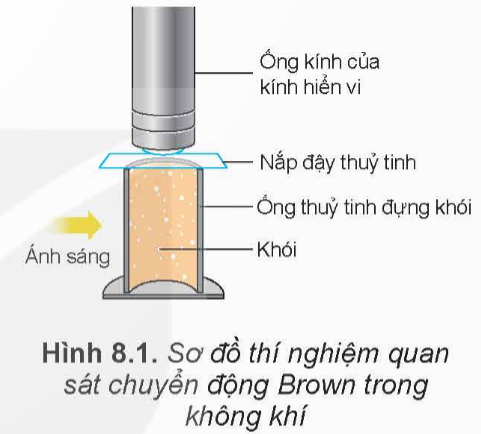 Ống kính của
kính hiển vi
Nắp đậy thuỷ tinh
Ống thuỷ tinh đựng khói
Khói
Ánh sáng
Hình 8.1. Sơ đồ thí nghiệm quan
sát chuyển động Brown trong
không khí